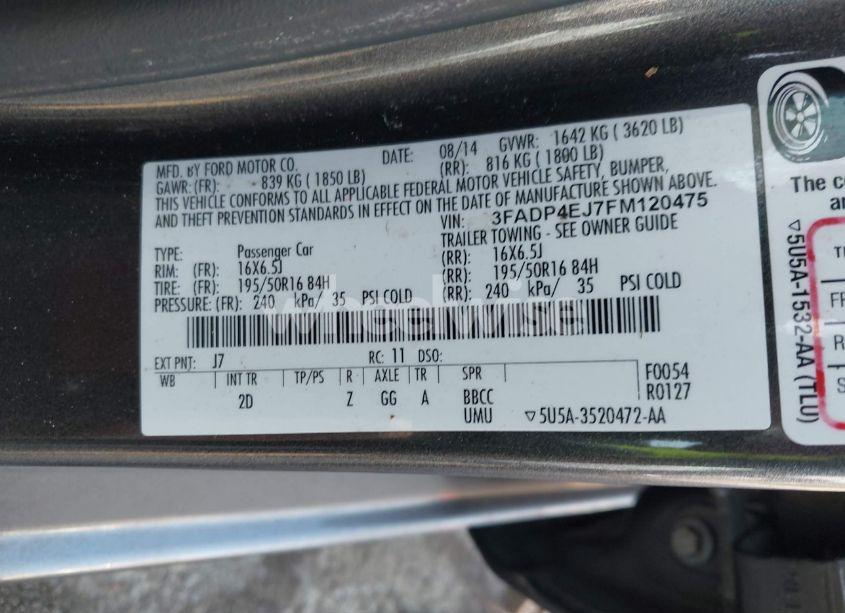 MFD. BY FORD MOTOR CO. DATE: 08/14 GVWR: 1642 KG ( 3620 LB)
GAWR: (FR) 839 KG ( 1850 LB) (RR): 816 KG ( 1800 LB)
THIS VEHICLE CONFORMS TO ALL APPLICABLE FEDERAL MOTOR VEHICLE SAFETY, BUMPER,
AND THEFT PREVENTION STANDARDS IN EFFECT ON THE DATE OF MANUFACTURE SHOWN ABOVE.
VIN: 3FADP4EJ7FM120475
TYPE: Passenger Car TRAILER TOWING - SEE OWNER GUIDE
RIM: (FR) 16X6.5J (RR) 16X6.5J
TIRE: (FR) 195/50R16 84H (RR) 195/50R16 84H
PRESSURE: (FR) 240 kPa/ 35 PSI COLD (RR) 240 kPa/ 35 PSI COLD
wheelwise
EXT PNT: J7 RC: 11 DSO:
WB INT TR TP/PS R AXLE TR SPR F0054
2D Z GG A BBCC R0127
UMU ▽5U5A-3520472-AA
The co
an
▽5U5A-1532-AA (TLU)
TI
FR
R
S